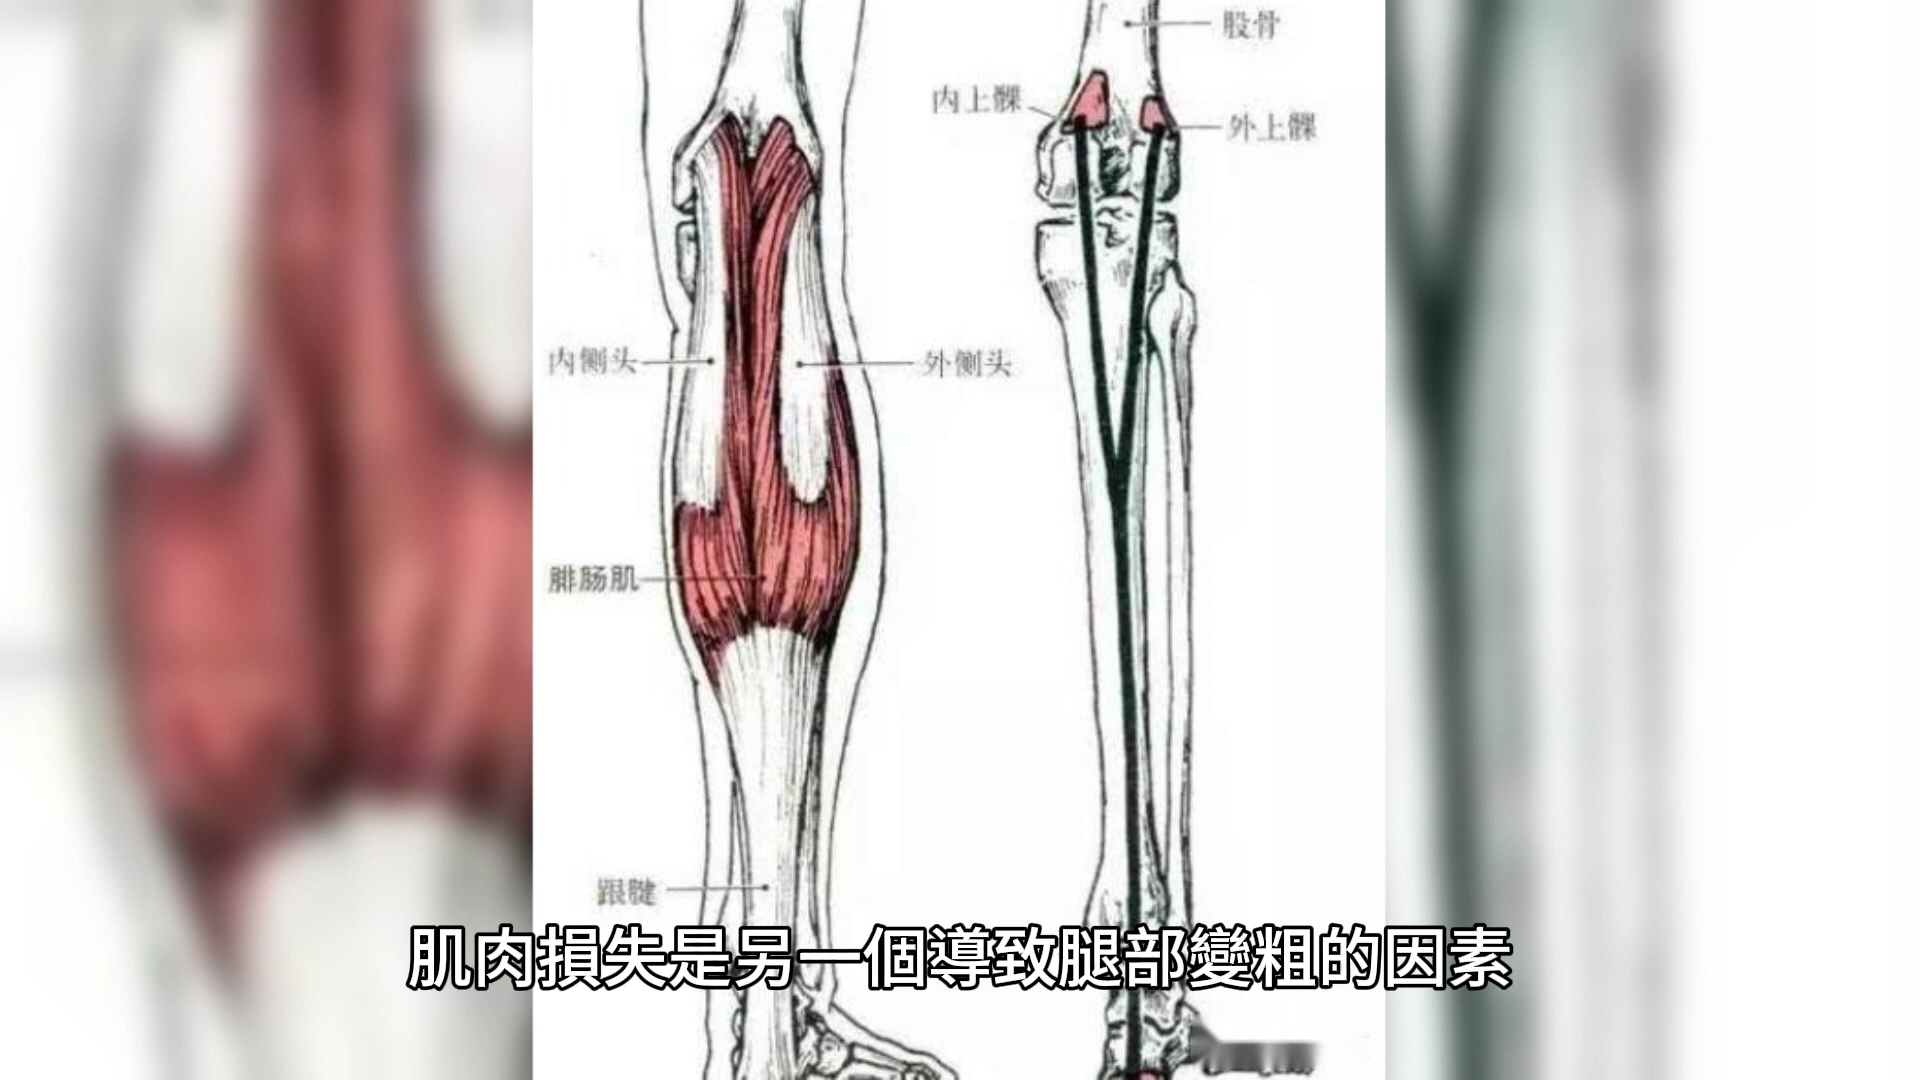 股骨
内上髁
外上髁
内侧头
外侧头
腓肠肌
跟腱
肌肉損失是另一個導致腿部變粗的因素